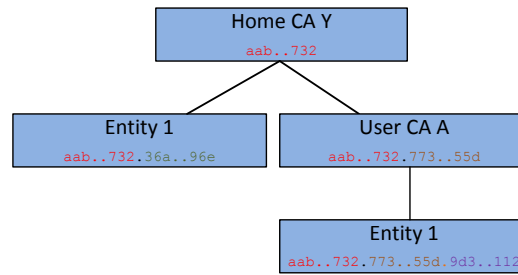 Home CA Y
aab..732
Entity 1
aab..732.36a..96e
User CA A
aab..732.773..55d
Entity 1
aab..732.773..55d.9d3..112